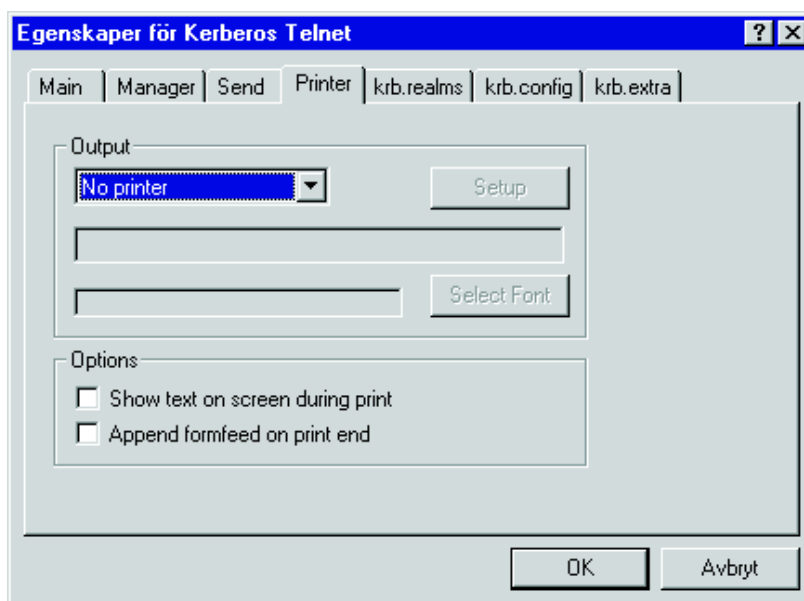 Egenskaper för Kerberos Telnet
Main Manager Send Printer krb.realms krb.config krb.extra
Output
No printer Setup
Select Font
Options
Show text on screen during print
Append formfeed on print end
OK Avbryt